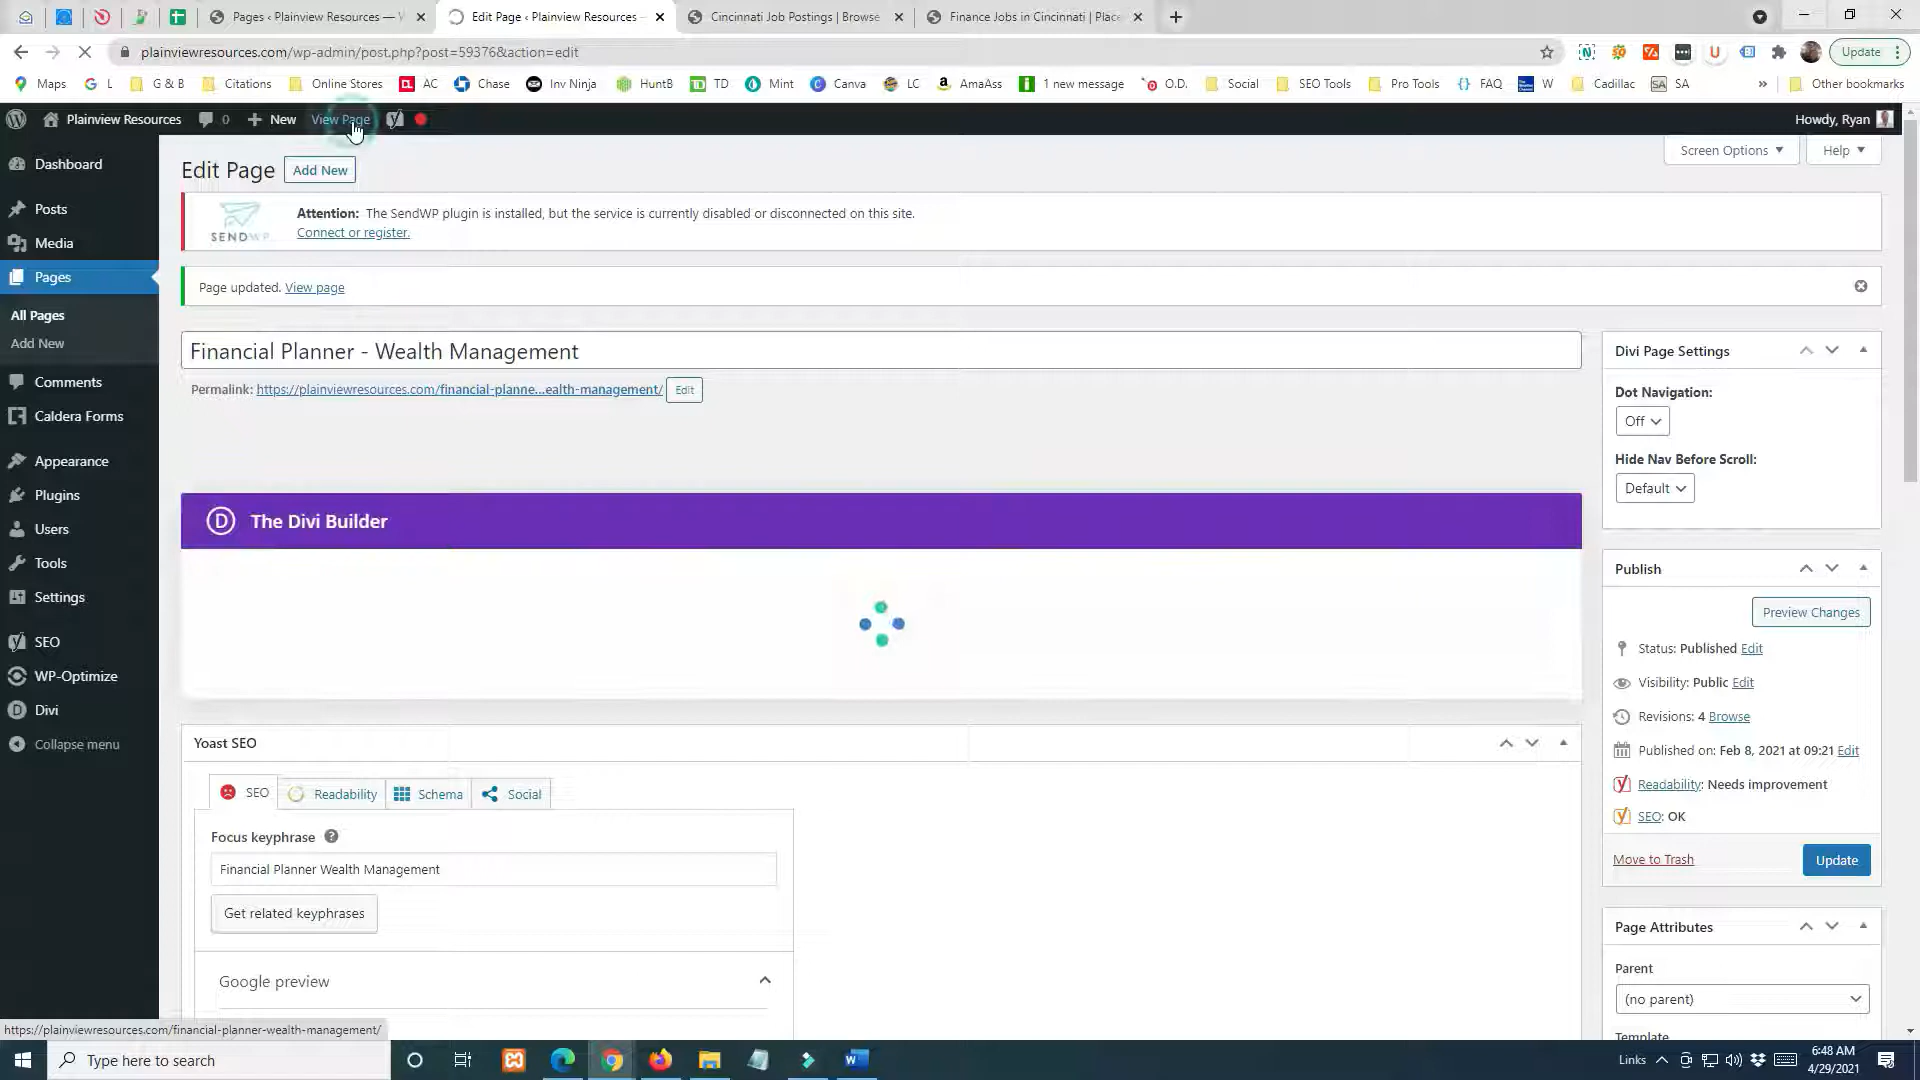 Pages ‹ Plainview Resources —
Edit Page ‹ Plainview Resources
Cincinnati Job Postings | Browse
Finance Jobs in Cincinnati | Plac
plainviewresources.com/wp-admin/post.php?post=59376&action=edit
Update
Maps
L
G & B
Citations
Online Stores
AC
Chase
Inv Ninja
HuntB
TD
Mint
Canva
LC
AmaAss
1 new message
O.D.
Social
SEO Tools
Pro Tools
FAQ
W
Cadillac
SA
SA
»
Other bookmarks
Plainview Resources
0
New
View Page
Howdy, Ryan
Dashboard
Posts
Media
Pages
All Pages
Add New
Comments
Caldera Forms
Appearance
Plugins
Users
Tools
Settings
SEO
WP-Optimize
Divi
Collapse menu
Edit Page
Add New
Screen Options
Help
SENDWP
Attention: The SendWP plugin is installed, but the service is currently disabled or disconnected on this site.
Connect or register.
Page updated. View page
Financial Planner - Wealth Management
Permalink: https://plainviewresources.com/financial-planne...ealth-management/ Edit
D The Divi Builder
Yoast SEO
SEO
Readability
Schema
Social
Focus keyphrase
Financial Planner Wealth Management
Get related keyphrases
Google preview
Divi Page Settings
Dot Navigation:
Off
Hide Nav Before Scroll:
Default
Publish
Preview Changes
Status: Published Edit
Visibility: Public Edit
Revisions: 4 Browse
Published on: Feb 8, 2021 at 09:21 Edit
Readability: Needs improvement
SEO: OK
Move to Trash
Update
Page Attributes
Parent
(no parent)
Template
https://plainviewresources.com/financial-planner-wealth-management/
Type here to search
Links
6:48 AM
4/29/2021